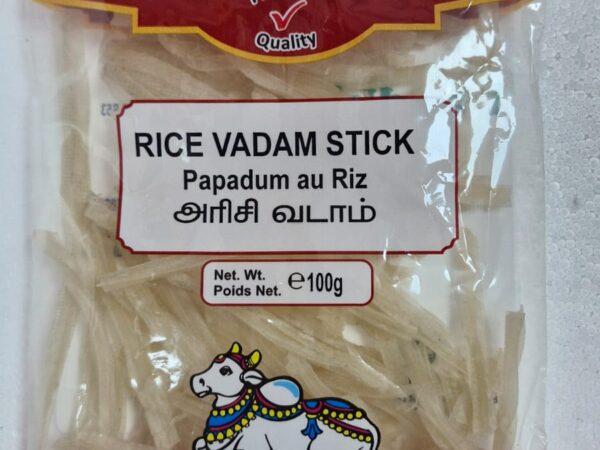 Quality
RICE VADAM STICK
Papadum au Riz
அரிசி வடாம்
Net. Wt.
Poids Net. ℮100g